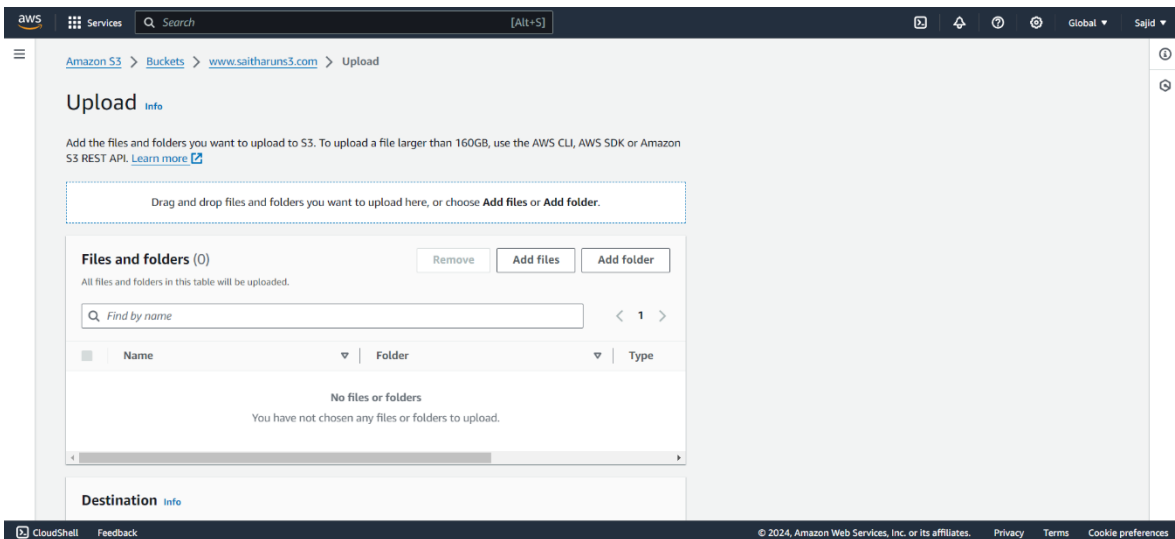 aws Services Search [Alt+S] Global Sajid
Amazon S3 > Buckets > www.saitharuns3.com > Upload
Upload Info
Add the files and folders you want to upload to S3. To upload a file larger than 160GB, use the AWS CLI, AWS SDK or Amazon
S3 REST API. Learn more
Drag and drop files and folders you want to upload here, or choose Add files or Add folder.
Files and folders (0) Remove Add files Add folder
All files and folders in this table will be uploaded.
Find by name < 1 >
Name Folder Type
No files or folders
You have not chosen any files or folders to upload.
Destination Info
CloudShell Feedback © 2024, Amazon Web Services, Inc. or its affiliates. Privacy Terms Cookie preferences